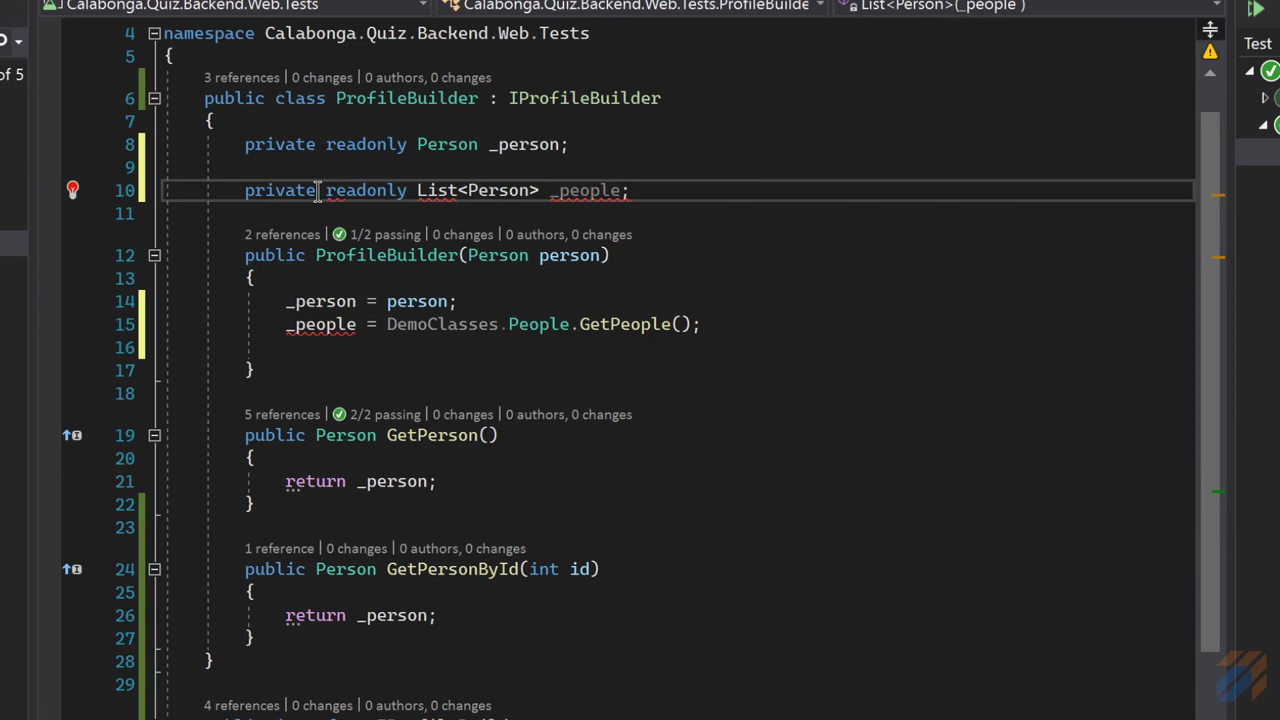 Calabonga.Quiz.Backend.Web.Tests Calabonga.Quiz.Backend.Web.Tests.ProfileBuilde List<Person>(_people )
4 namespace Calabonga.Quiz.Backend.Web.Tests
5 {
3 references | 0 changes | 0 authors, 0 changes
6 public class ProfileBuilder : IProfileBuilder
7 {
8 private readonly Person _person;
9
10 private readonly List<Person> _people;
11
2 references | 1/2 passing | 0 changes | 0 authors, 0 changes
12 public ProfileBuilder(Person person)
13 {
14 _person = person;
15 _people = DemoClasses.People.GetPeople();
16
17 }
18
5 references | 2/2 passing | 0 changes | 0 authors, 0 changes
19 public Person GetPerson()
20 {
21 return _person;
22 }
23
1 reference | 0 changes | 0 authors, 0 changes
24 public Person GetPersonById(int id)
25 {
26 return _person;
27 }
28 }
29
4 references | 0 changes | 0 authors, 0 changes
of 5
Test